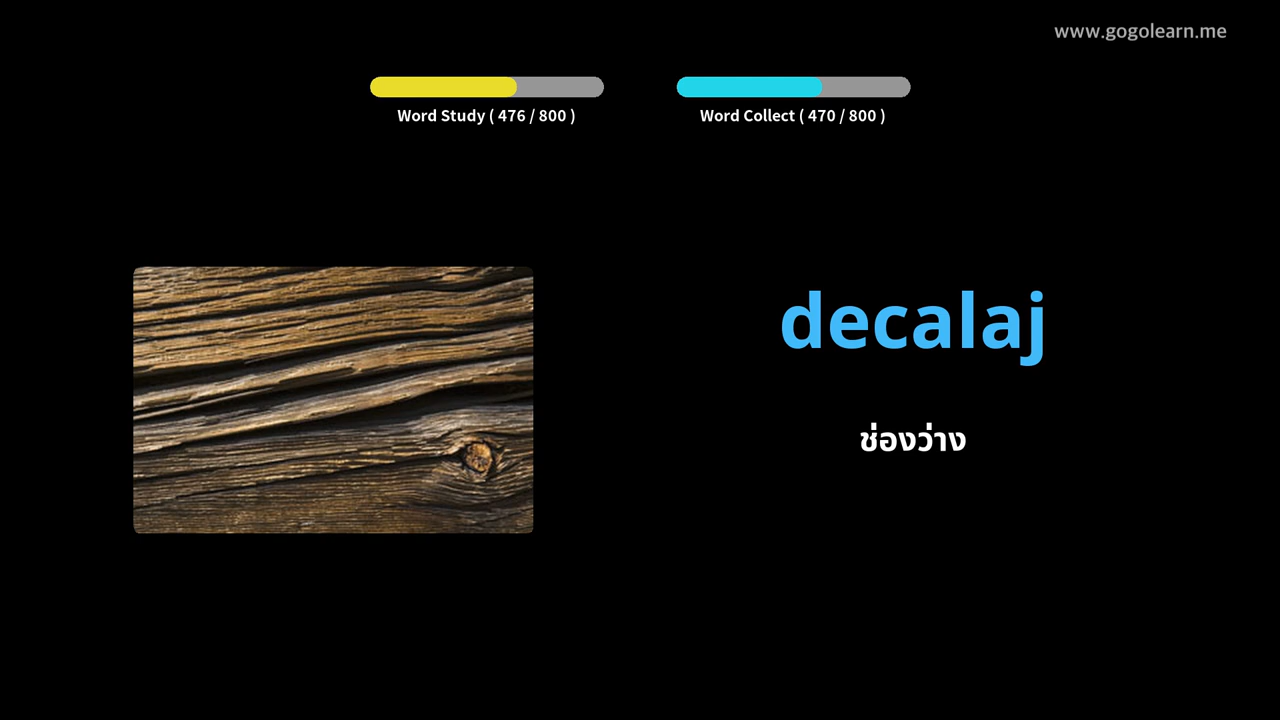 www.gogolearn.me
Word Study ( 476 / 800 )
Word Collect ( 470 / 800 )
decalaj
ช่องว่าง